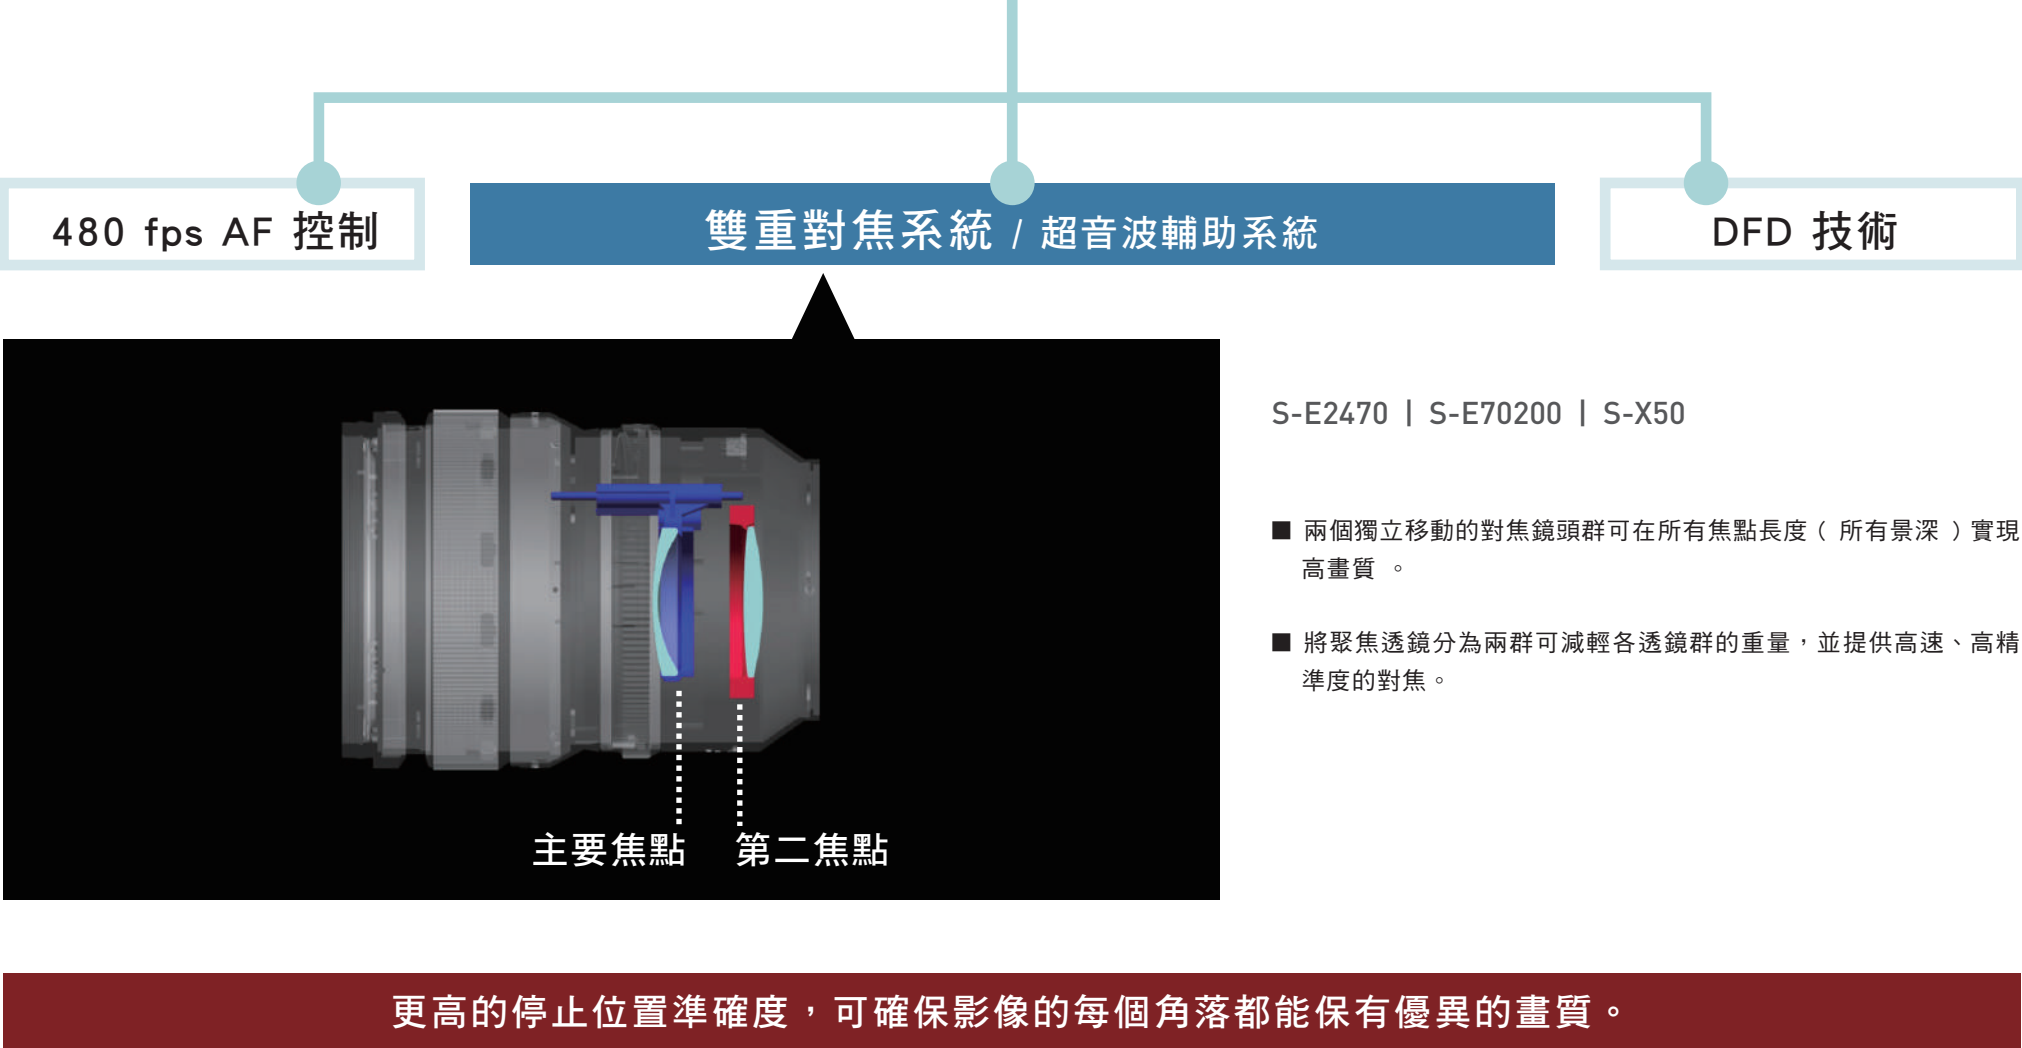 480 fps AF 控制
雙重對焦系統 / 超音波輔助系統
DFD 技術
S-E2470 | S-E70200 | S-X50
■ 兩個獨立移動的對焦鏡頭群可在所有焦點長度（所有景深）實現
高畫質 。
■ 將聚焦透鏡分為兩群可減輕各透鏡群的重量，並提供高速、高精
準度的對焦。
主要焦點 第二焦點
更高的停止位置準確度，可確保影像的每個角落都能保有優異的畫質。